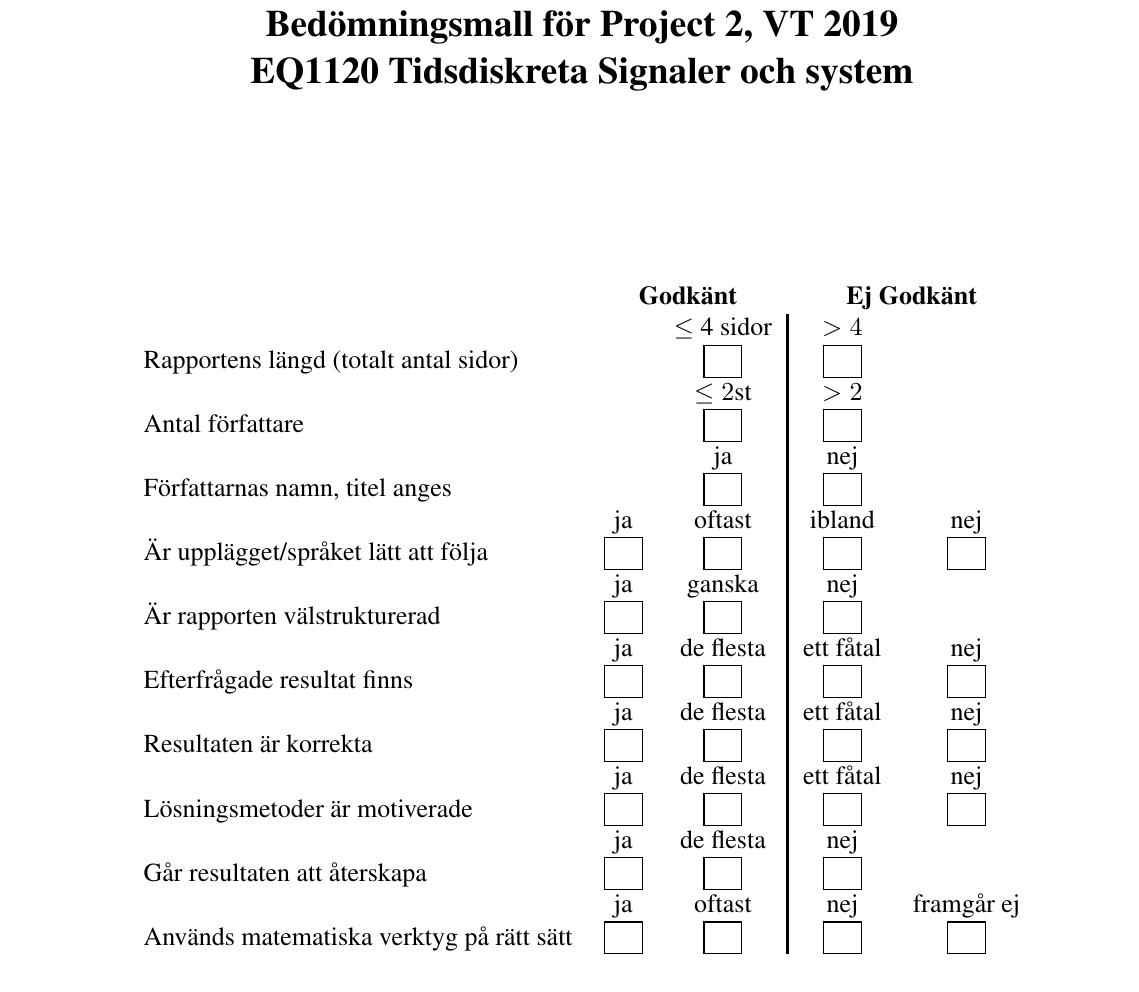 Bedömningsmall för Project 2, VT 2019
EQ1120 Tidsdiskreta Signaler och system
Godkänt Ej Godkänt
≤ 4 sidor > 4
Rapportens längd (totalt antal sidor)
≤ 2st > 2
Antal författare
ja nej
Författarnas namn, titel anges
ja oftast ibland nej
Är upplägget/språket lätt att följa
ja ganska nej
Är rapporten välstrukturerad
ja de flesta ett fåtal nej
Efterfrågade resultat finns
ja de flesta ett fåtal nej
Resultaten är korrekta
ja de flesta ett fåtal nej
Lösningsmetoder är motiverade
ja de flesta nej
Går resultaten att återskapa
ja oftast nej framgår ej
Används matematiska verktyg på rätt sätt